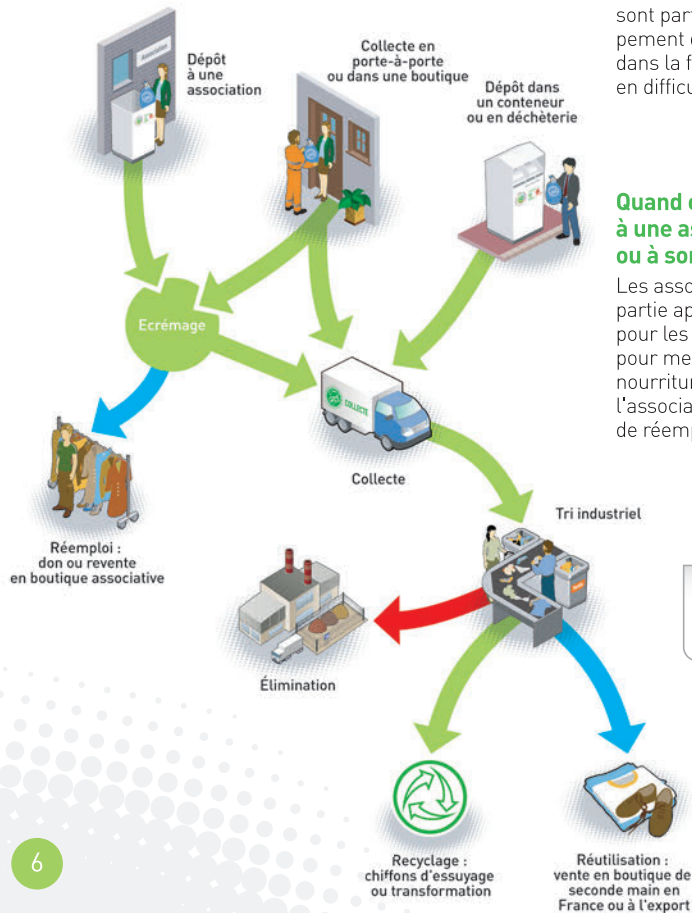 Association
Dépôt
à une
association
Collecte en
porte-à-porte
ou dans une boutique
Dépôt dans
un conteneur
ou en déchèterie
Ecrémage
COLLECTE
Collecte
Réemploi :
don ou revente
en boutique associative
Tri industriel
Élimination
Recyclage :
chiffons d'essuyage
ou transformation
Réutilisation :
vente en boutique de
seconde main en
France ou à l'export
6
sont part
pement d
dans la f
en difficu
Quand d
à une as
ou à son
Les asso
partie ap
pour les
pour me
nourritur
l'associa
de réemp